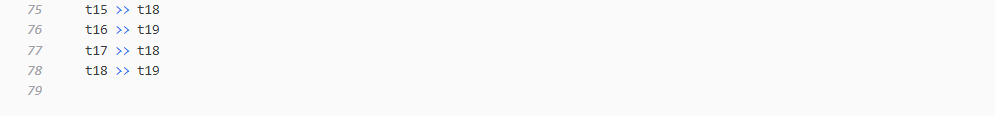 75 t15 >> t18
76 t16 >> t19
77 t17 >> t18
78 t18 >> t19
79